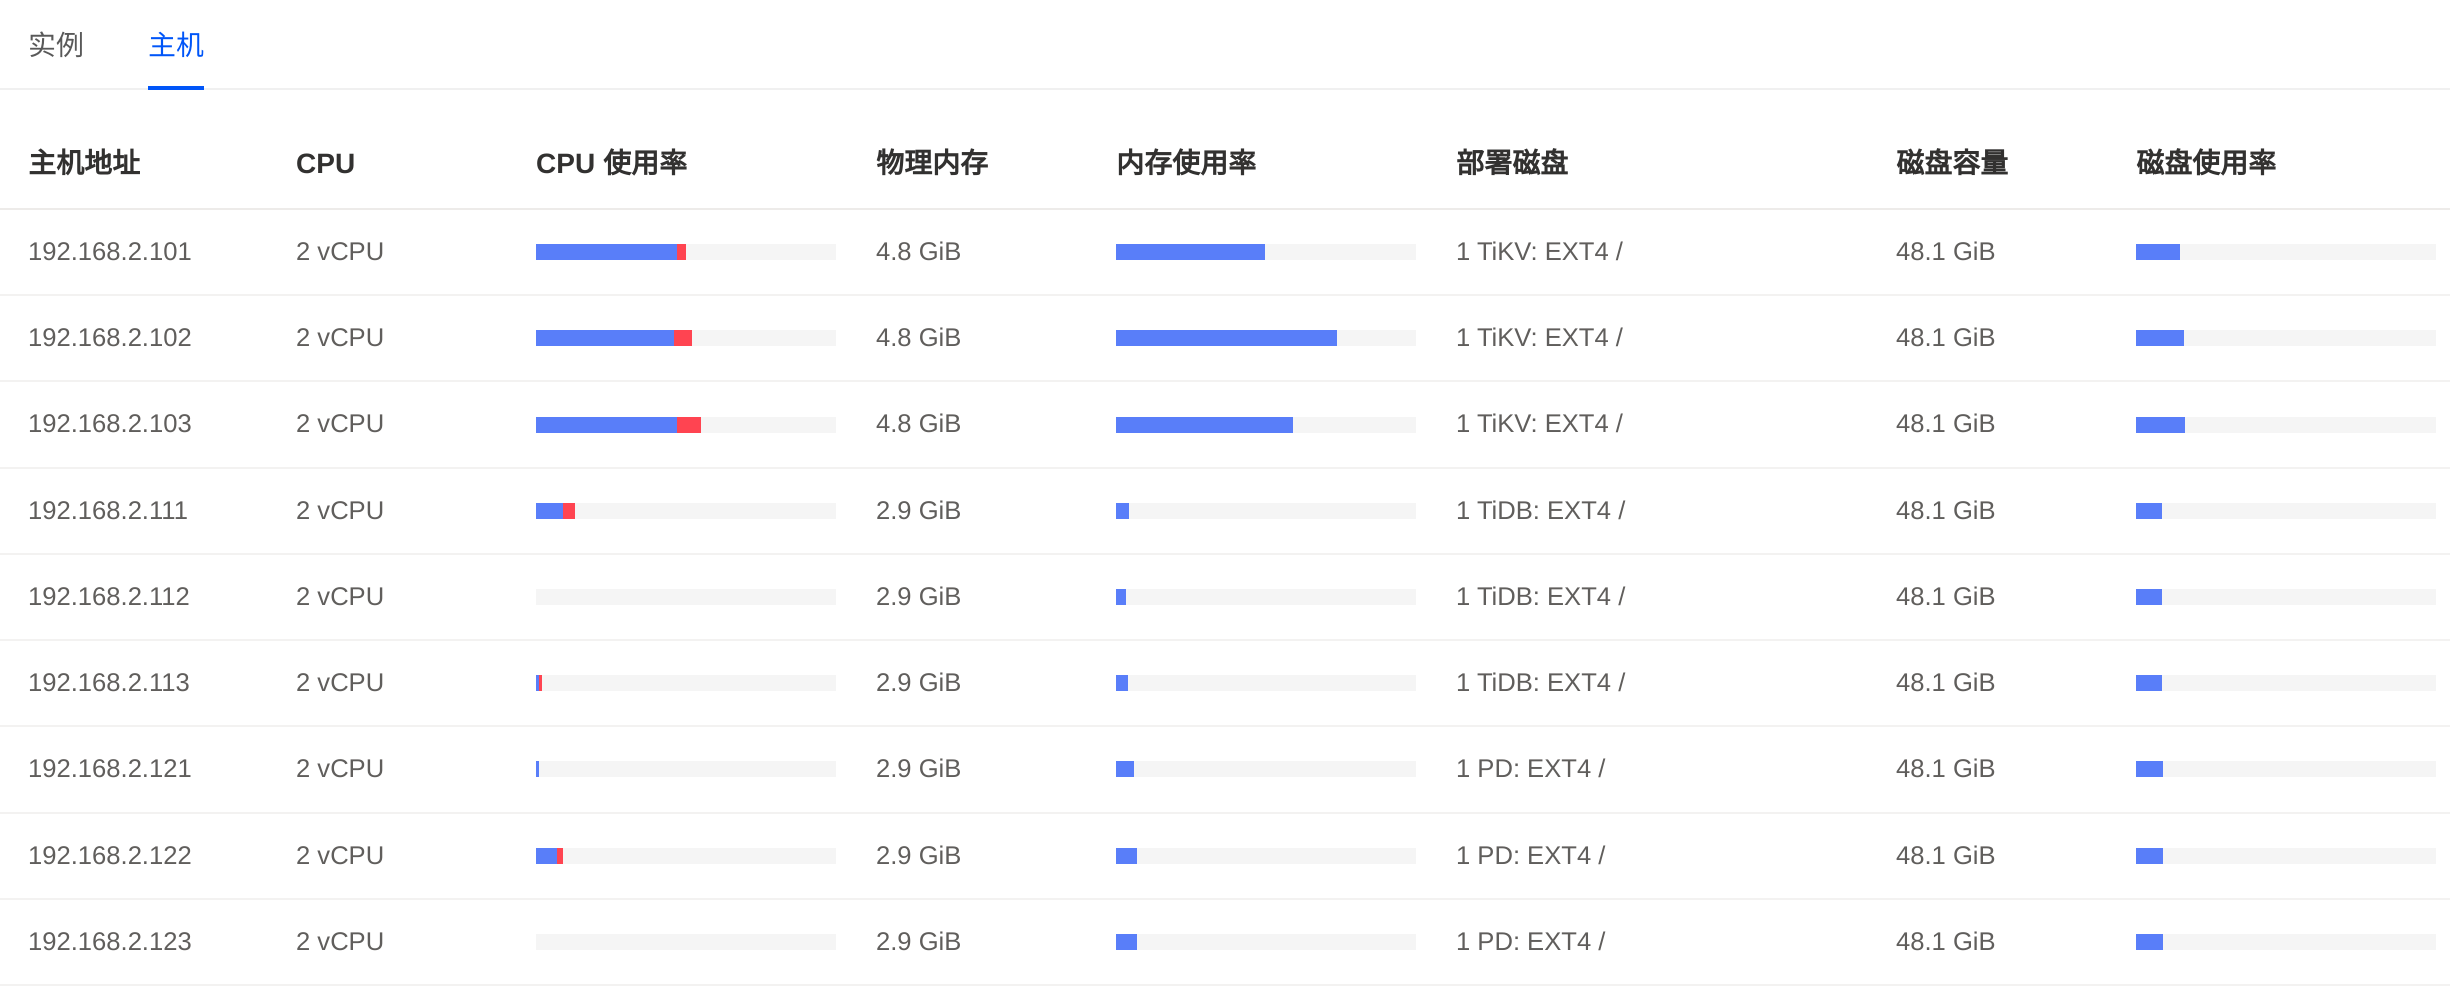 实例 主机
主机地址 CPU CPU 使用率 物理内存 内存使用率 部署磁盘 磁盘容量 磁盘使用率
192.168.2.101 2 vCPU 4.8 GiB 1 TiKV: EXT4 / 48.1 GiB
192.168.2.102 2 vCPU 4.8 GiB 1 TiKV: EXT4 / 48.1 GiB
192.168.2.103 2 vCPU 4.8 GiB 1 TiKV: EXT4 / 48.1 GiB
192.168.2.111 2 vCPU 2.9 GiB 1 TiDB: EXT4 / 48.1 GiB
192.168.2.112 2 vCPU 2.9 GiB 1 TiDB: EXT4 / 48.1 GiB
192.168.2.113 2 vCPU 2.9 GiB 1 TiDB: EXT4 / 48.1 GiB
192.168.2.121 2 vCPU 2.9 GiB 1 PD: EXT4 / 48.1 GiB
192.168.2.122 2 vCPU 2.9 GiB 1 PD: EXT4 / 48.1 GiB
192.168.2.123 2 vCPU 2.9 GiB 1 PD: EXT4 / 48.1 GiB